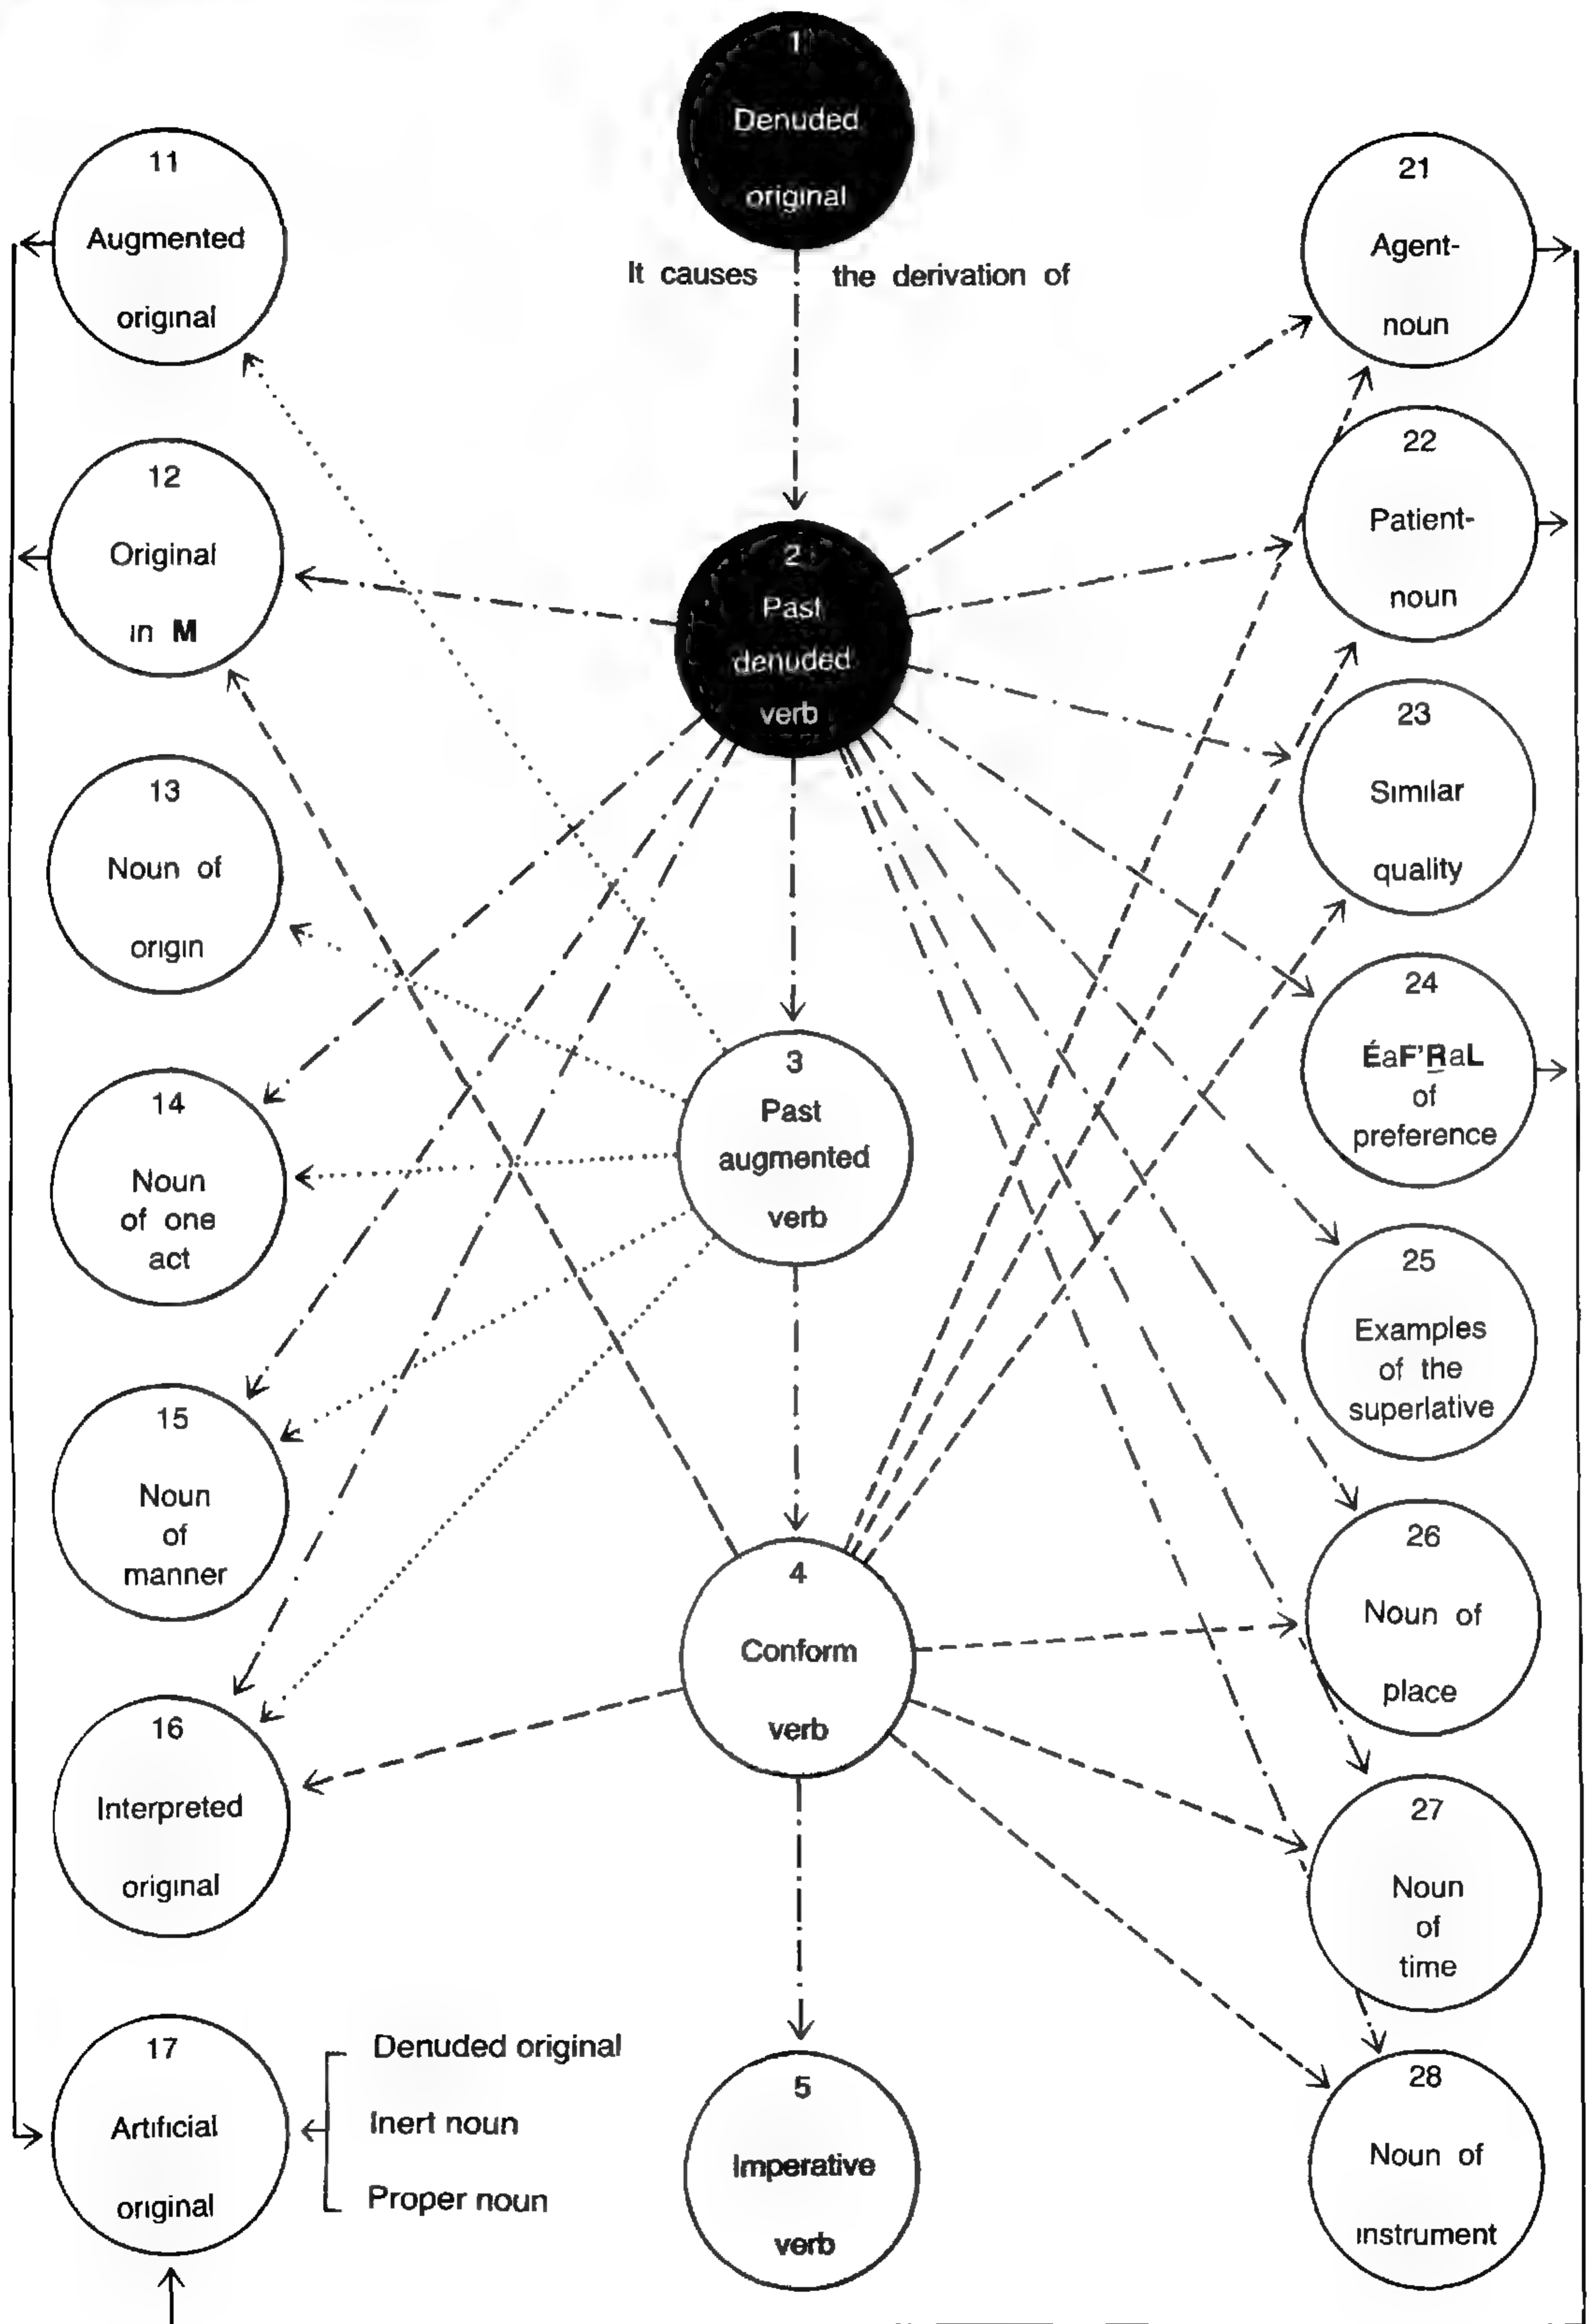 1
Denuded
original
It causes the derivation of
2
Past
denuded
verb
3
Past
augmented
verb
4
Conform
verb
5
Imperative
verb
11
Augmented
original
12
Original
in M
13
Noun of
origin
14
Noun
of one
act
15
Noun
of
manner
16
Interpreted
original
17
Artificial
original
Denuded original
Inert noun
Proper noun
21
Agent-
noun
22
Patient-
noun
23
Similar
quality
24
ÉaF'ṞaL
of
preference
25
Examples
of the
superlative
26
Noun of
place
27
Noun
of
time
28
Noun of
instrument